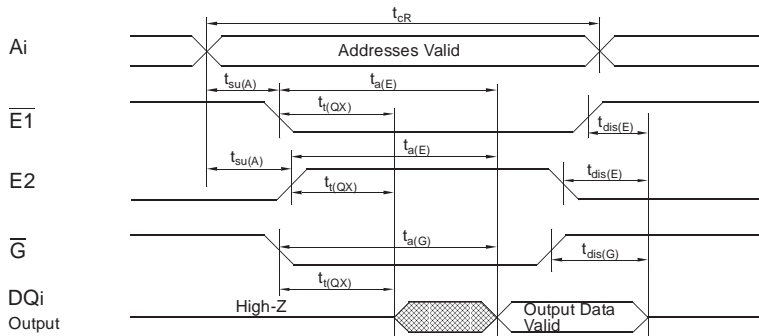 tcR
Ai
Addresses Valid
tsu(A)
ta(E)
E1
tt(QX)
tdis(E)
tsu(A)
ta(E)
E2
tt(QX)
tdis(E)
G
ta(G)
tdis(G)
tt(QX)
DQi
Output
High-Z
Output Data
Valid